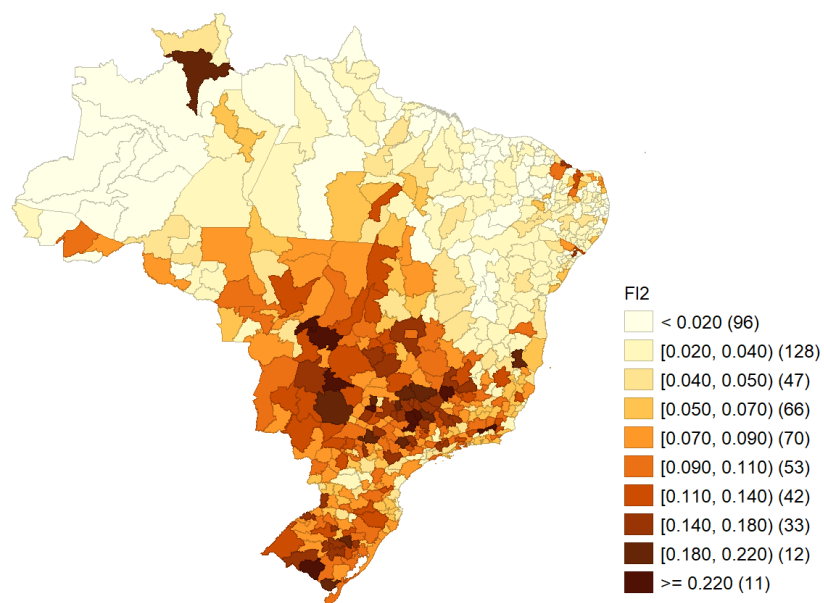 FI2
< 0.020 (96)
[0.020, 0.040) (128)
[0.040, 0.050) (47)
[0.050, 0.070) (66)
[0.070, 0.090) (70)
[0.090, 0.110) (53)
[0.110, 0.140) (42)
[0.140, 0.180) (33)
[0.180, 0.220) (12)
>= 0.220 (11)